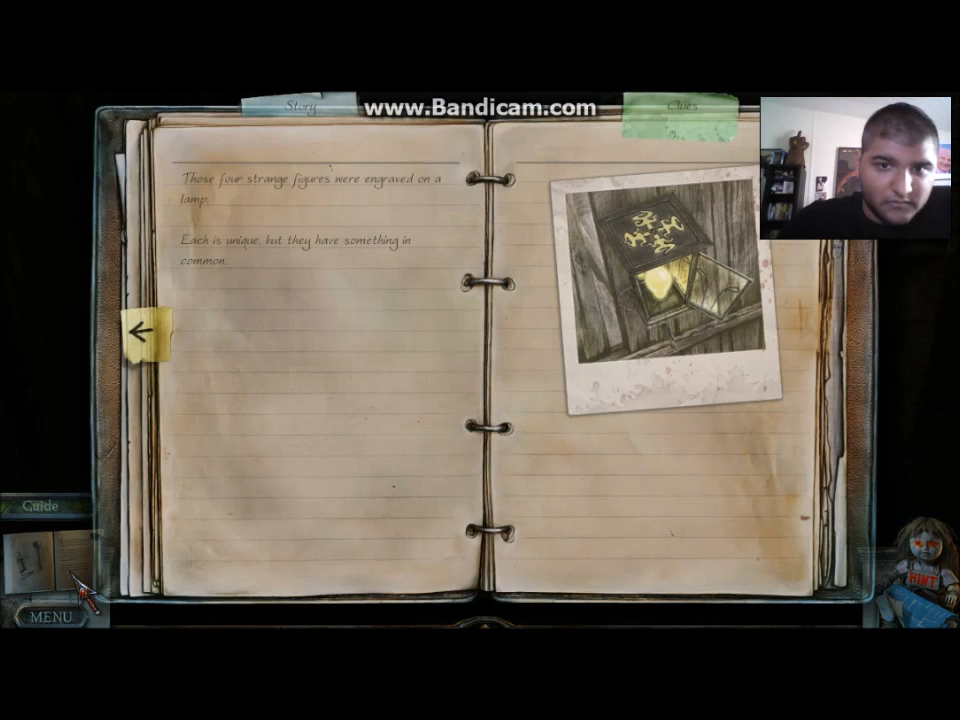 Story
www.Bandicam.com
Clues
Those four strange figures were engraved on a
lamp.
Each is unique, but they have something in
common.
Guide
MENU
HINT